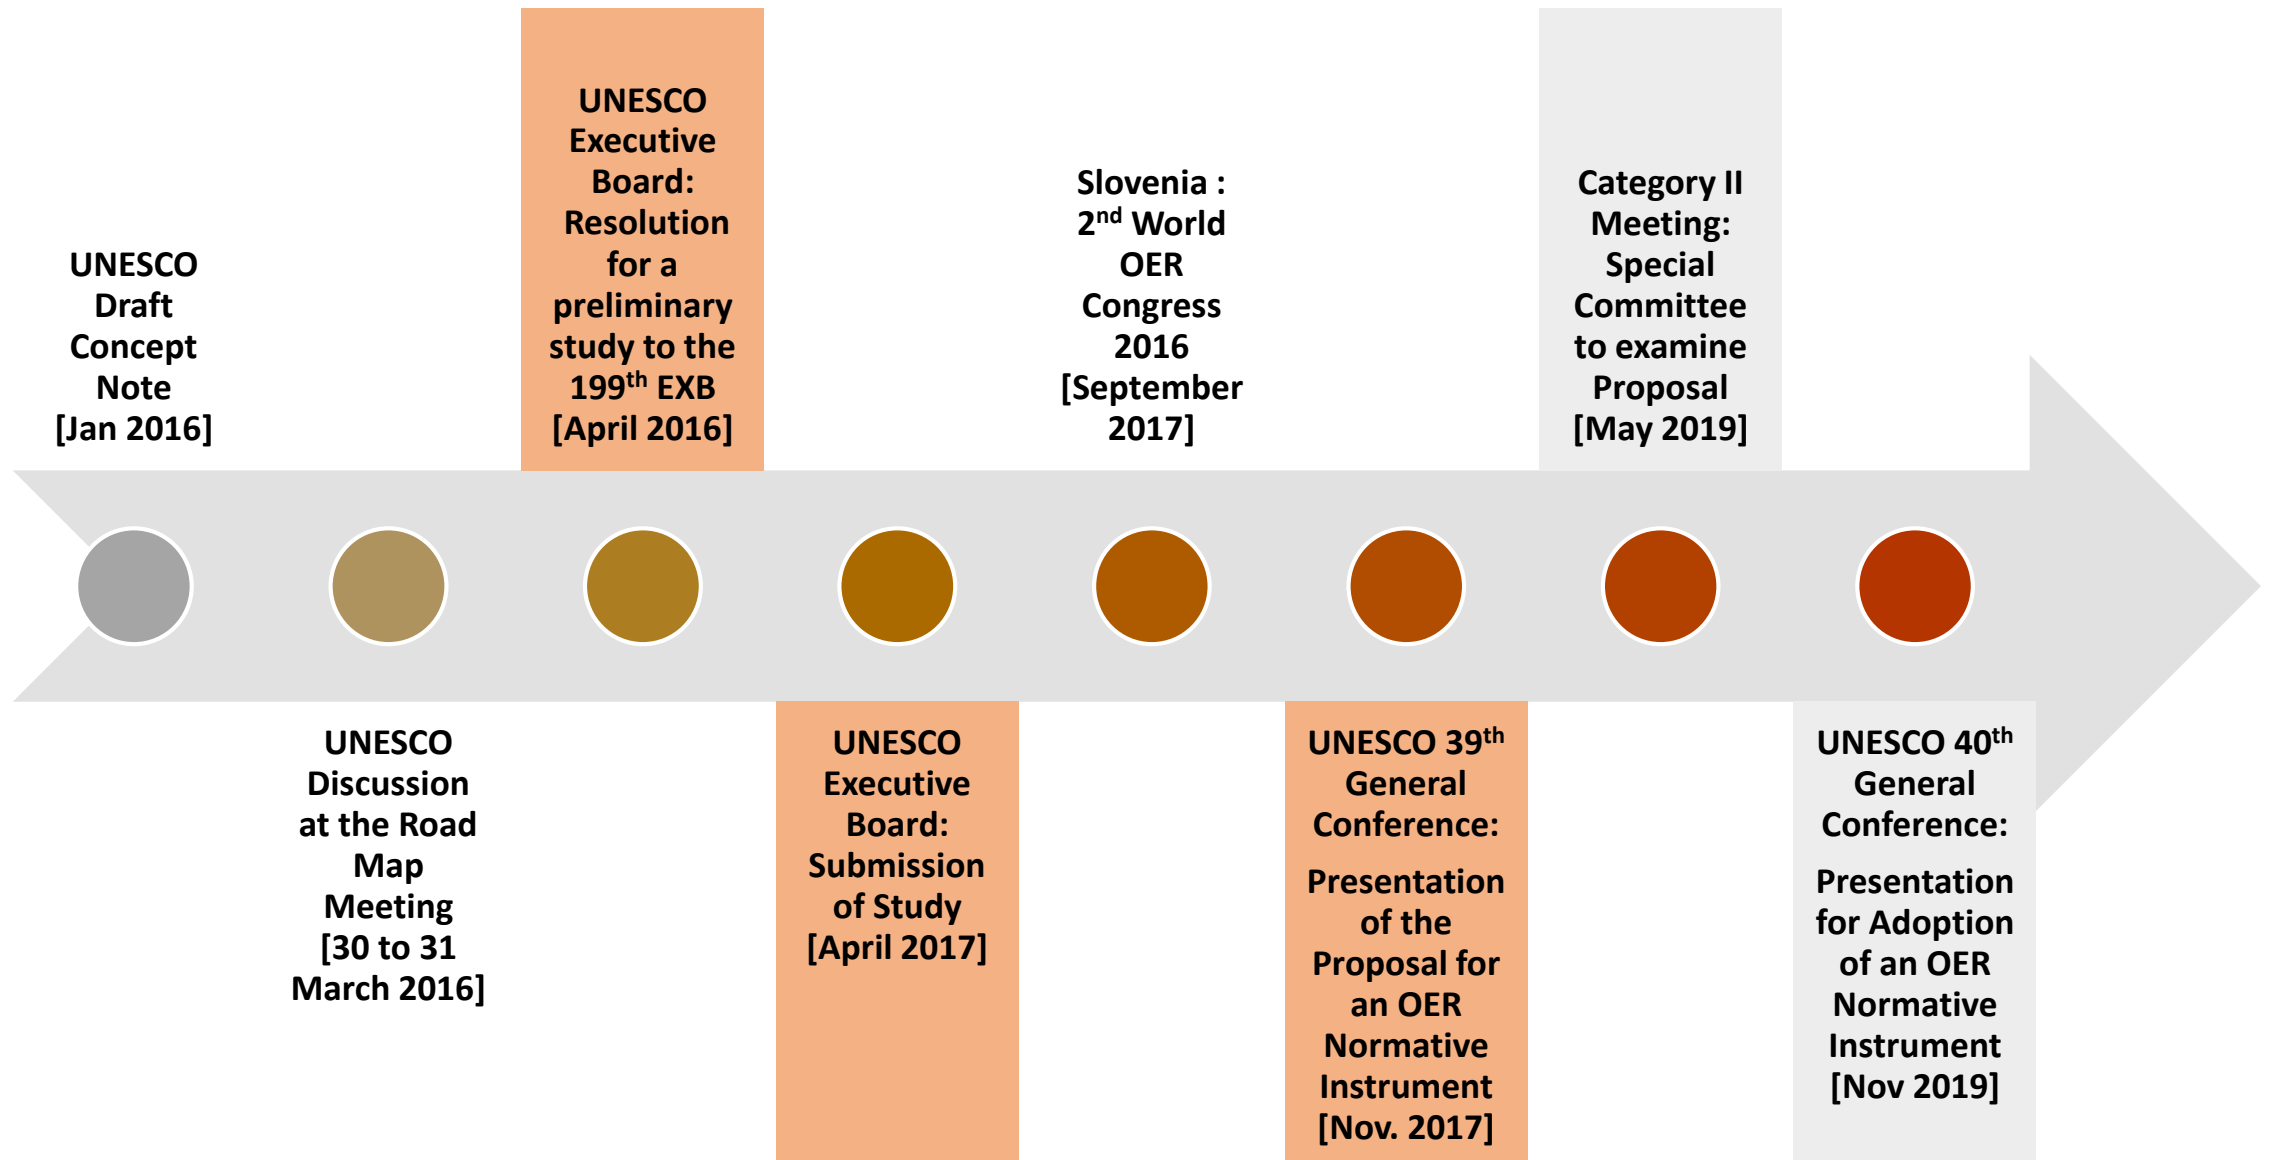 UNESCO
Draft
Concept
Note
[Jan 2016]
UNESCO
Discussion
at the Road
Map
Meeting
[30 to 31
March 2016]
UNESCO
Executive
Board:
Resolution
for a
preliminary
study to the
199th EXB
[April 2016]
UNESCO
Executive
Board:
Submission
of Study
[April 2017]
Slovenia :
2nd World
OER
Congress
2016
[September
2017]
UNESCO 39th
General
Conference:
Presentation
of the
Proposal for
an OER
Normative
Instrument
[Nov. 2017]
Category II
Meeting:
Special
Committee
to examine
Proposal
[May 2019]
UNESCO 40th
General
Conference:
Presentation
for Adoption
of an OER
Normative
Instrument
[Nov 2019]